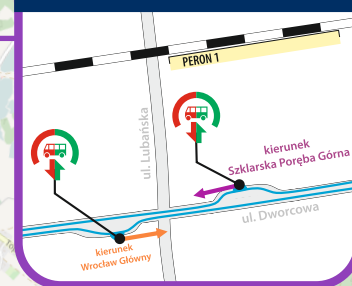 PERON 1
ul. Lubańska
kierunek
Szklarska Poręba Górna
ul. Dworcowa
kierunek
Wrocław Główny